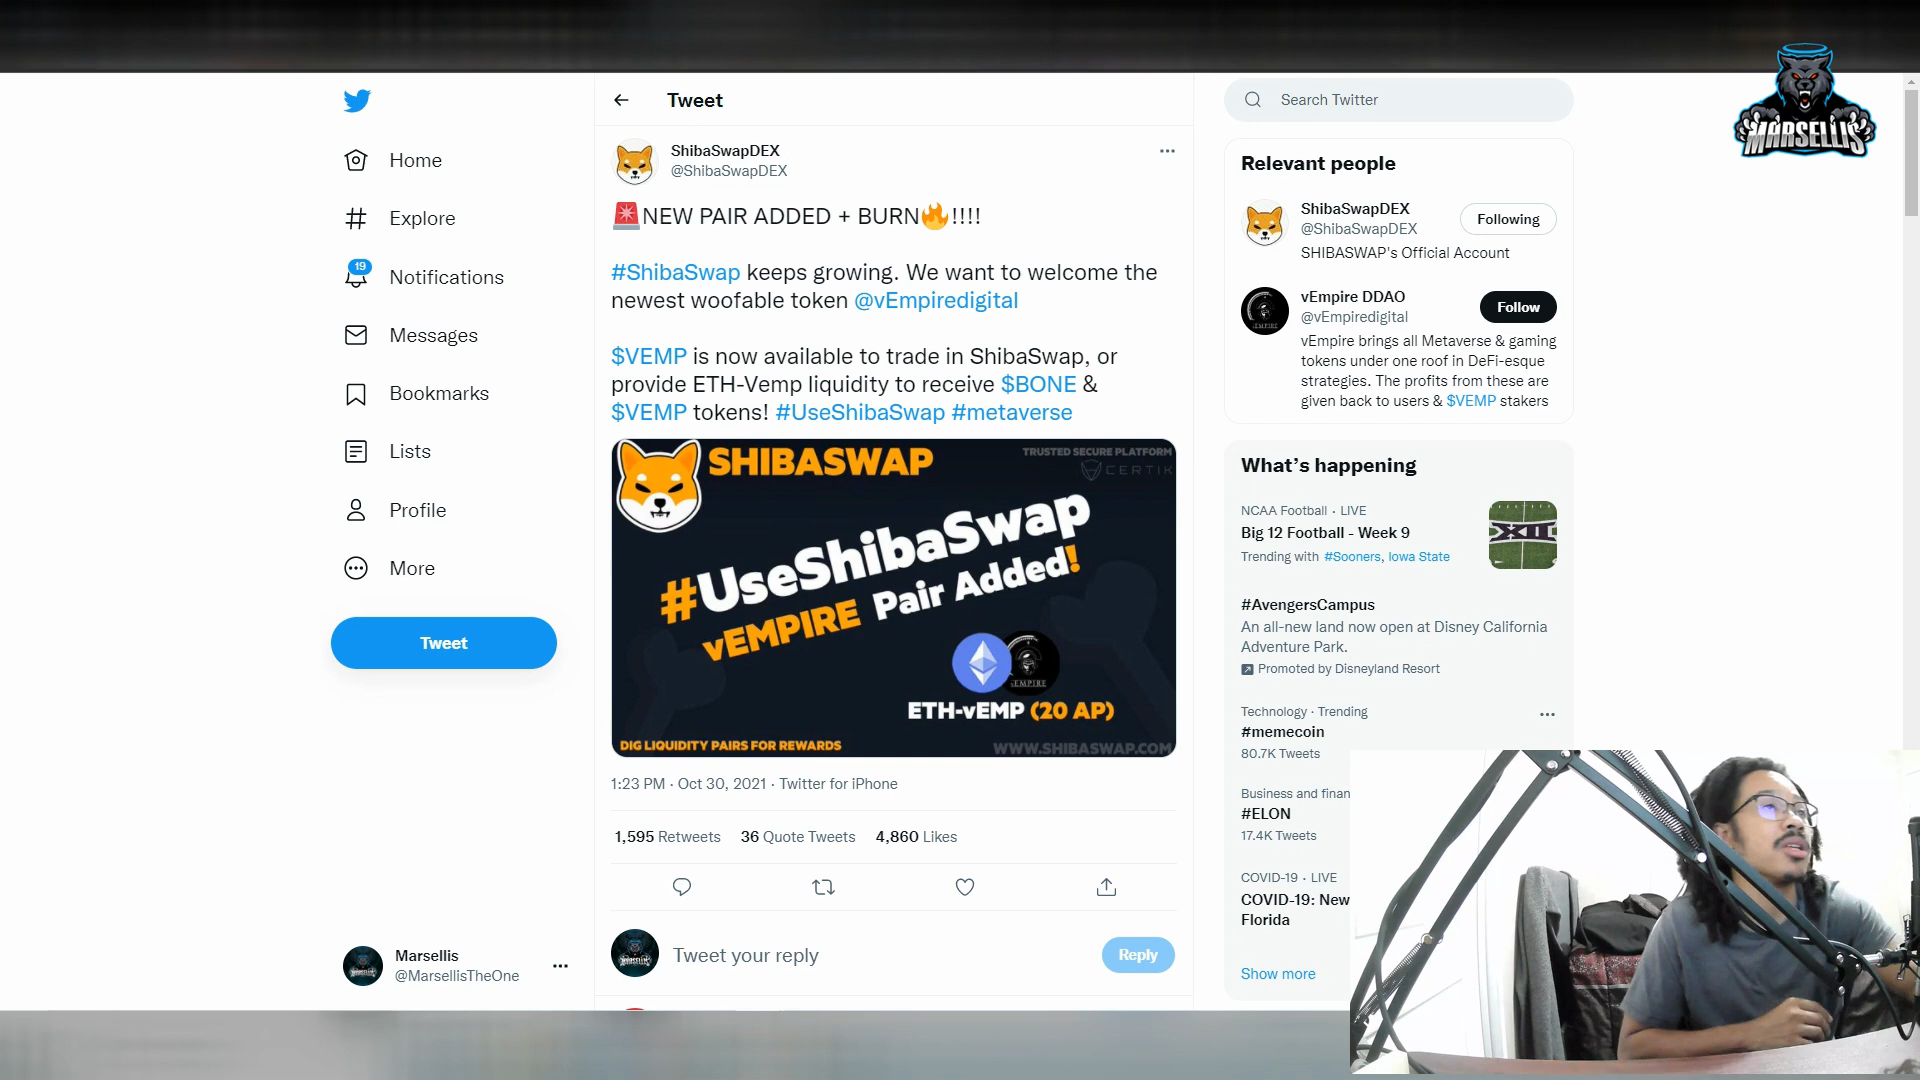 Home
Explore
19
Notifications
Messages
Bookmarks
Lists
Profile
More
Tweet
Marsellis
@MarsellisTheOne
Tweet
ShibaSwapDEX
@ShibaSwapDEX
🚨NEW PAIR ADDED + BURN🔥!!!!
#ShibaSwap keeps growing. We want to welcome the
newest woofable token @vEmpiredigital
$VEMP is now available to trade in ShibaSwap, or
provide ETH-Vemp liquidity to receive $BONE &
$VEMP tokens! #UseShibaSwap #metaverse
SHIBASWAP
TRUSTED SECURE PLATFORM
CERTIK
#UseShibaSwap
vEMPIRE Pair Added!
vEMPIRE
ETH-vEMP (20 AP)
DIG LIQUIDITY PAIRS FOR REWARDS
WWW.SHIBASWAP.COM
1:23 PM · Oct 30, 2021 · Twitter for iPhone
1,595 Retweets 36 Quote Tweets 4,860 Likes
Tweet your reply
Reply
Search Twitter
MARSELLIS
Relevant people
ShibaSwapDEX
@ShibaSwapDEX
Following
SHIBASWAP's Official Account
vEmpire DDAO
@vEmpiredigital
Follow
vEmpire brings all Metaverse & gaming
tokens under one roof in DeFi-esque
strategies. The profits from these are
given back to users & $VEMP stakers
What's happening
NCAA Football · LIVE
Big 12 Football - Week 9
Trending with #Sooners, Iowa State
XII
#AvengersCampus
An all-new land now open at Disney California
Adventure Park.
Promoted by Disneyland Resort
Technology · Trending
#memecoin
80.7K Tweets
Business and finan
#ELON
17.4K Tweets
COVID-19 · LIVE
COVID-19: New
Florida
Show more